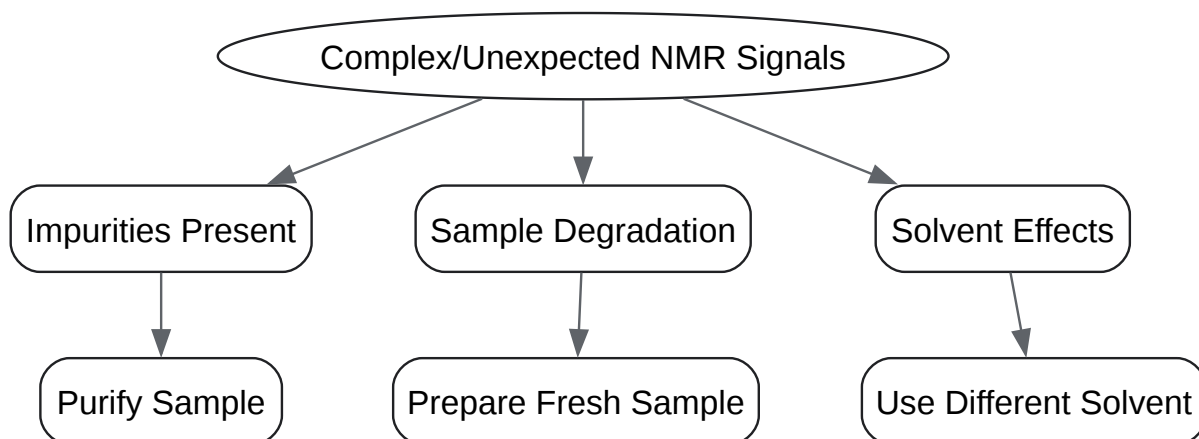 Complex/Unexpected NMR Signals
Impurities Present
Sample Degradation
Solvent Effects
Purify Sample
Prepare Fresh Sample
Use Different Solvent